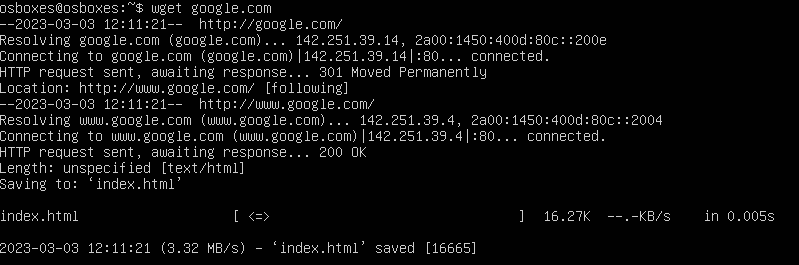 osboxes@osboxes:~$ wget google.com
--2023-03-03 12:11:21--  http://google.com/
Resolving google.com (google.com)... 142.251.39.14, 2a00:1450:400d:80c::200e
Connecting to google.com (google.com)|142.251.39.14|:80... connected.
HTTP request sent, awaiting response... 301 Moved Permanently
Location: http://www.google.com/ [following]
--2023-03-03 12:11:21--  http://www.google.com/
Resolving www.google.com (www.google.com)... 142.251.39.4, 2a00:1450:400d:80c::2004
Connecting to www.google.com (www.google.com)|142.251.39.4|:80... connected.
HTTP request sent, awaiting response... 200 OK
Length: unspecified [text/html]
Saving to: ‘index.html’
index.html                   [ <=>                               ]  16.27K  --.-KB/s    in 0.005s
2023-03-03 12:11:21 (3.32 MB/s) - ‘index.html’ saved [16665]